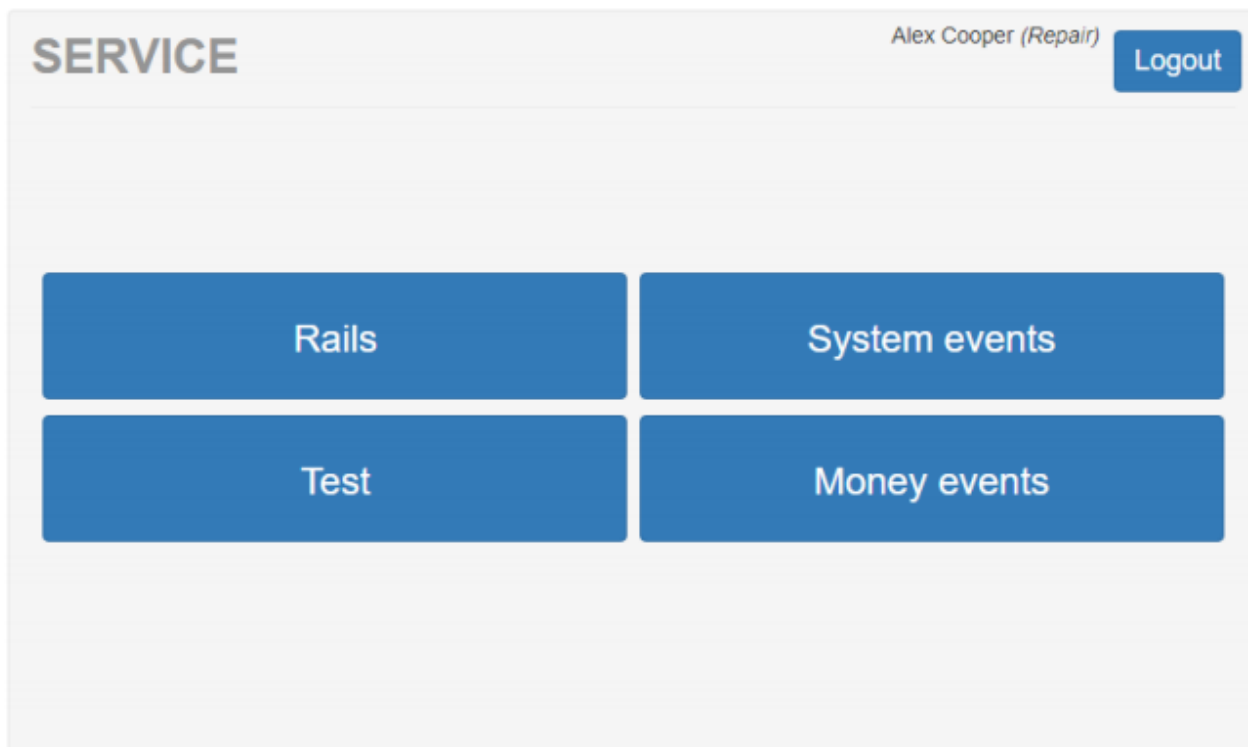 SERVICE
Alex Cooper (Repair)
Logout
Rails
System events
Test
Money events